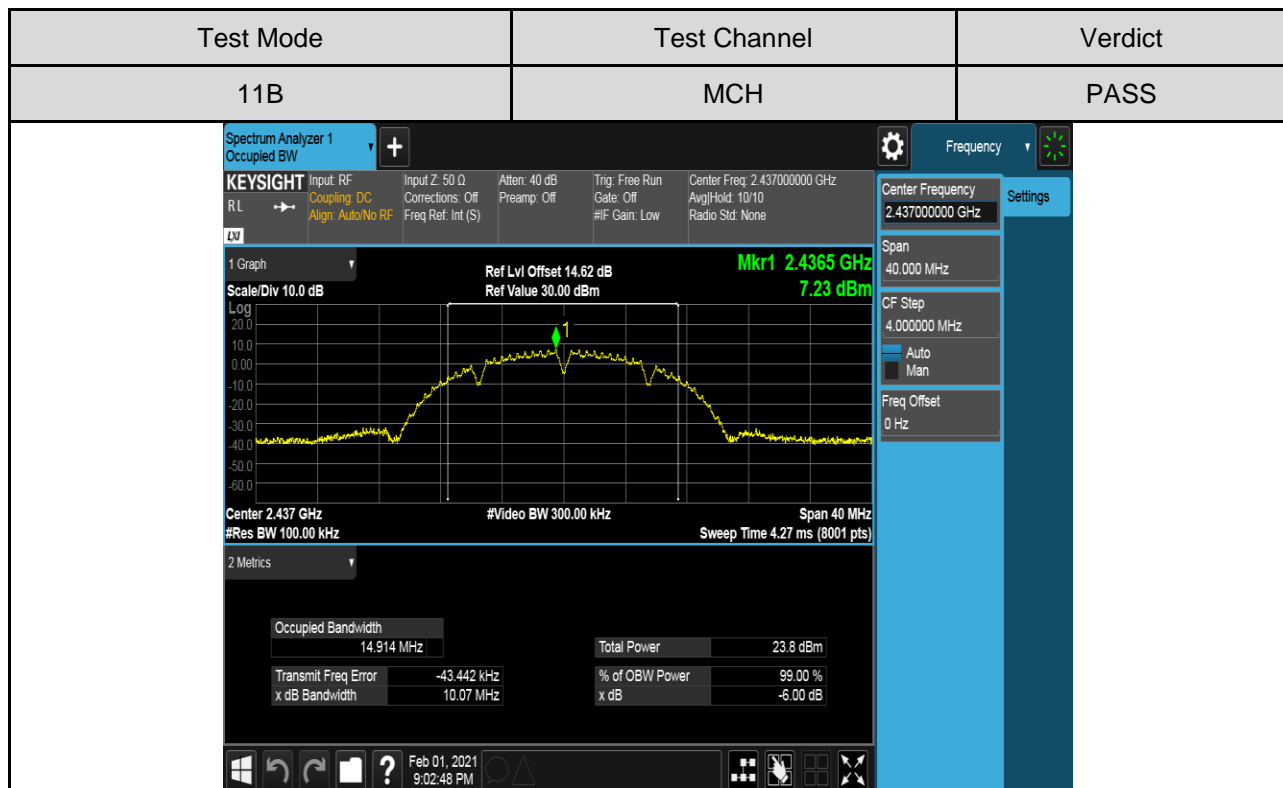 Test Mode Test Channel Verdict
11B MCH PASS
Spectrum Analyzer 1
Occupied BW
+
Frequency
KEYSIGHT
RL
LXI
Input: RF
Coupling: DC
Align: Auto/No RF
Input Z: 50 Ω
Corrections: Off
Freq Ref: Int (S)
Atten: 40 dB
Preamp: Off
Trig: Free Run
Gate: Off
#IF Gain: Low
Center Freq: 2.437000000 GHz
Avg|Hold: 10/10
Radio Std: None
Center Frequency
2.437000000 GHz
Settings
Span
40.000 MHz
CF Step
4.000000 MHz
Auto
Man
Freq Offset
0 Hz
1 Graph
Scale/Div 10.0 dB
Ref Lvl Offset 14.62 dB
Ref Value 30.00 dBm
Mkr1 2.4365 GHz
7.23 dBm
Log
20.0
10.0
0.00
-10.0
-20.0
-30.0
-40.0
-50.0
-60.0
1
Center 2.437 GHz
#Res BW 100.00 kHz
#Video BW 300.00 kHz
Span 40 MHz
Sweep Time 4.27 ms (8001 pts)
2 Metrics
Occupied Bandwidth
14.914 MHz
Total Power 23.8 dBm
Transmit Freq Error -43.442 kHz
% of OBW Power 99.00 %
x dB Bandwidth 10.07 MHz
x dB -6.00 dB
?
Feb 01, 2021
9:02:48 PM